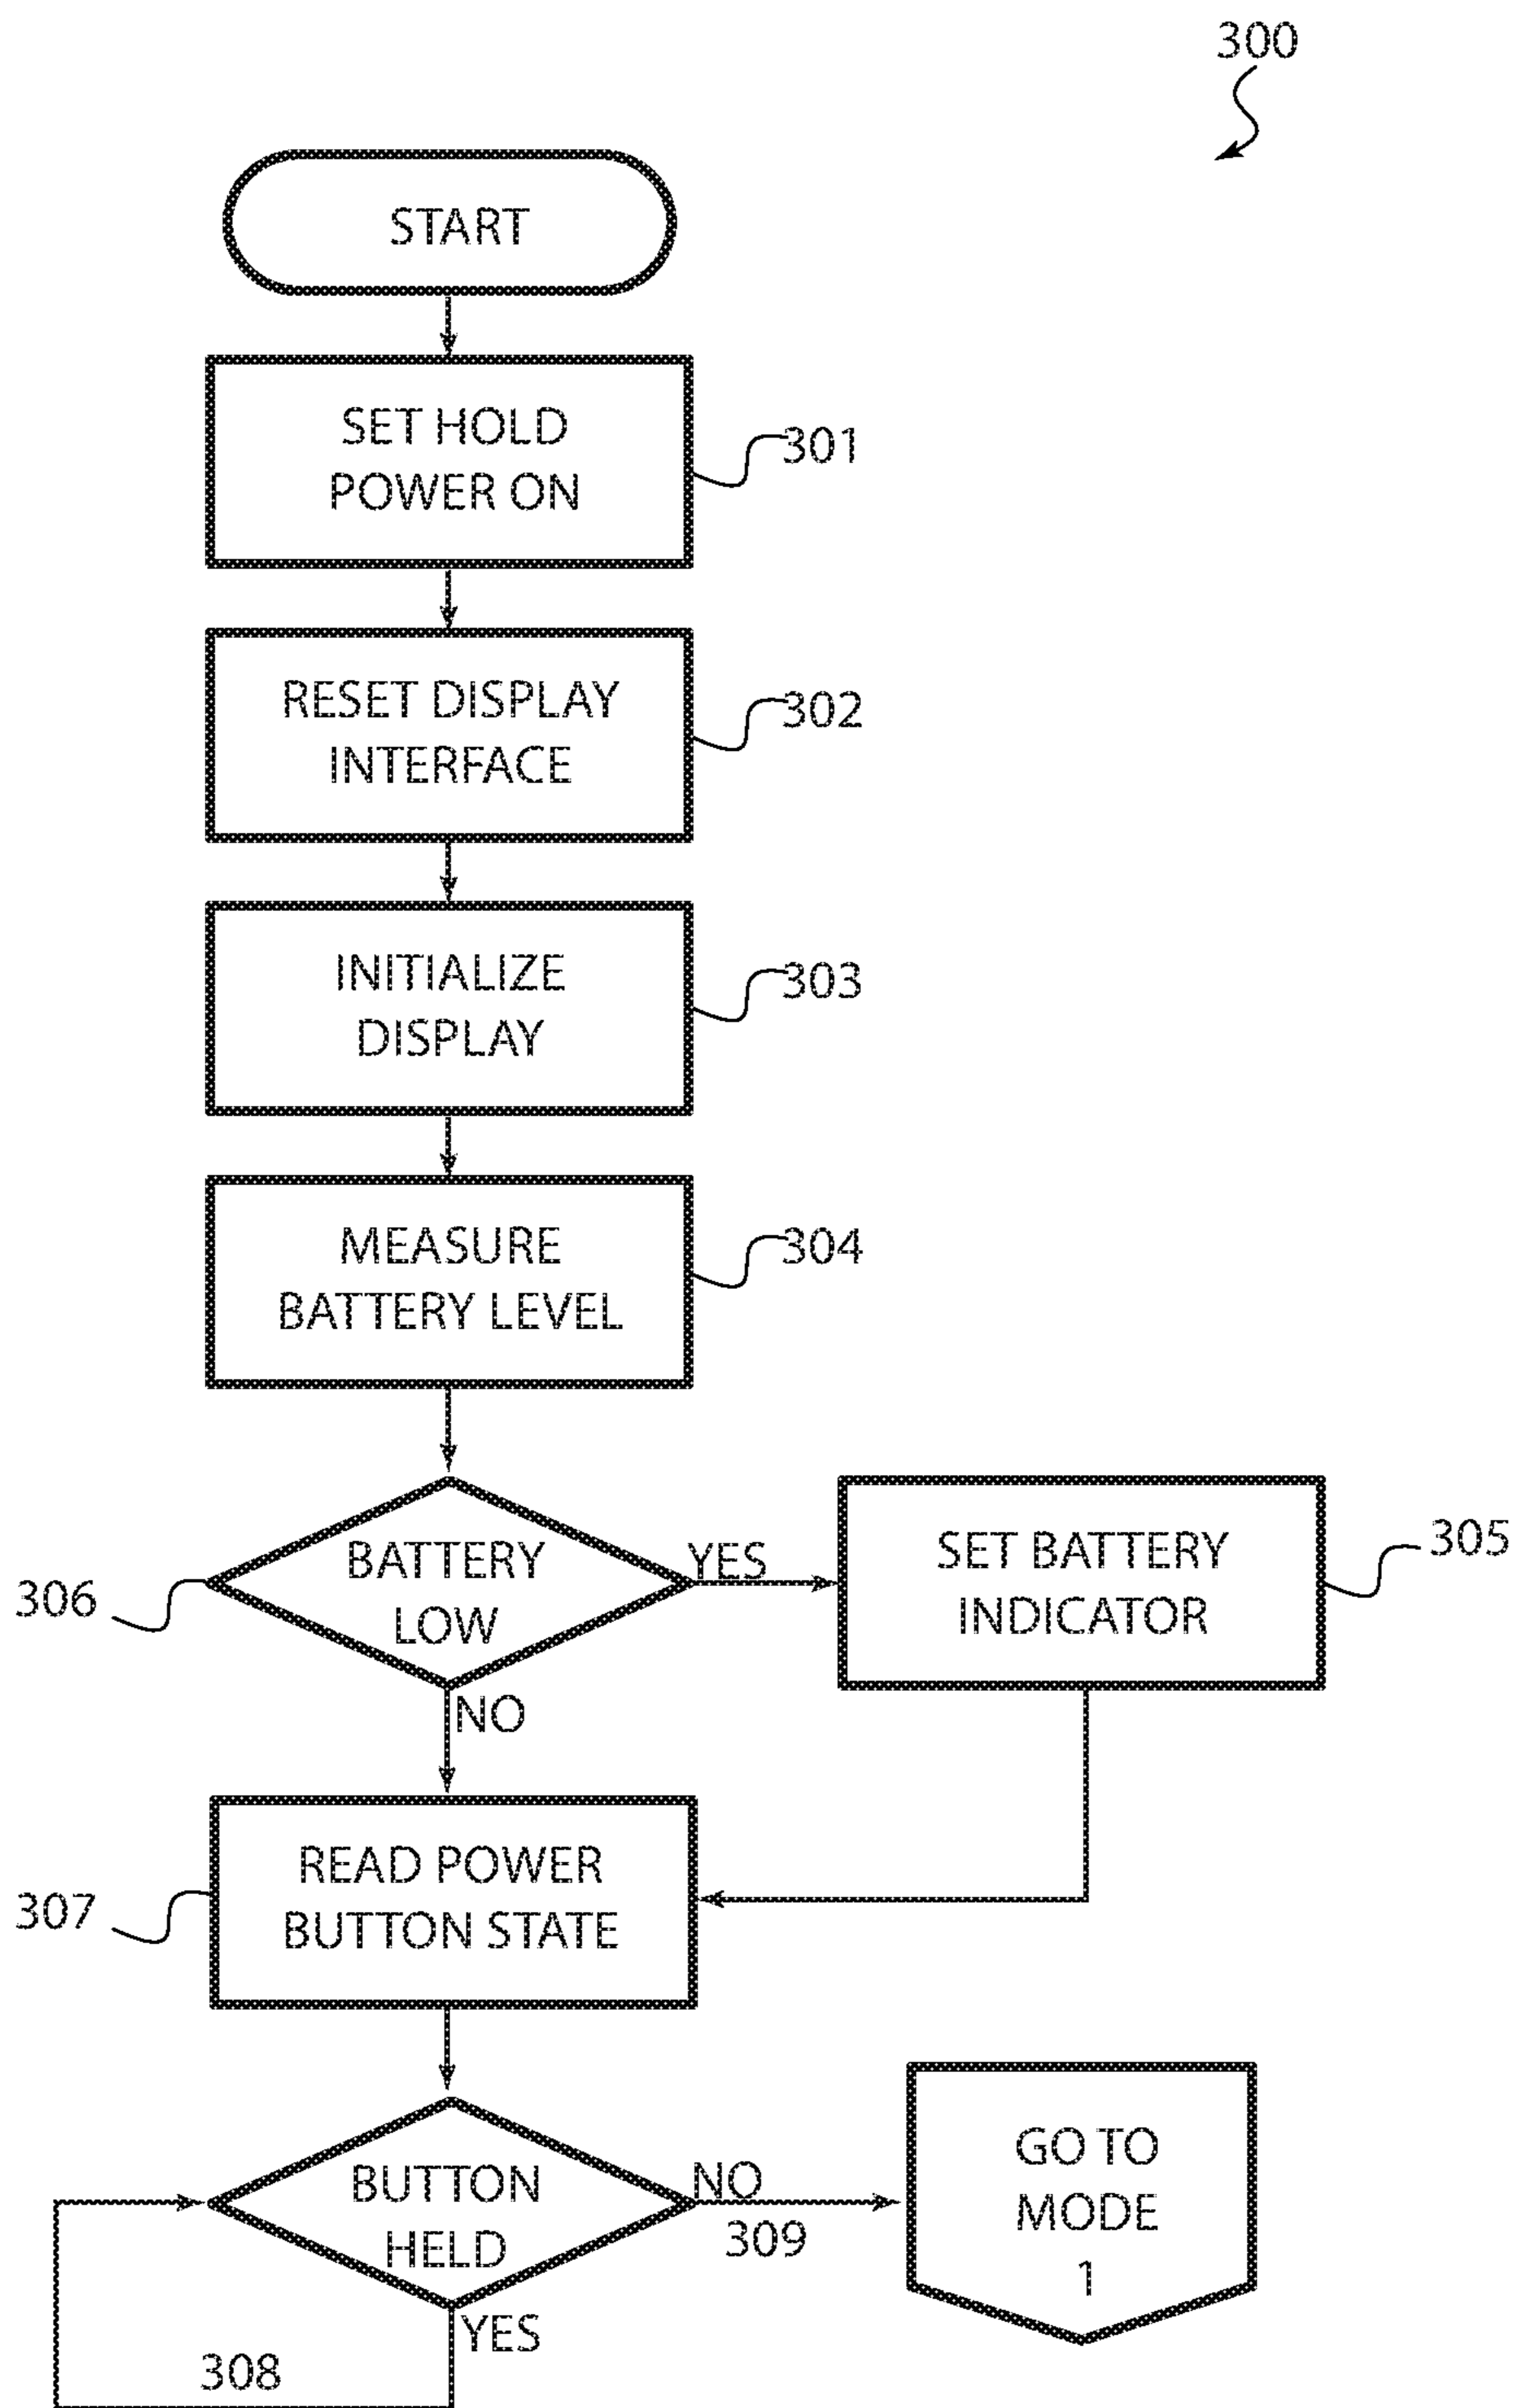 300
START
SET HOLD
POWER ON
301
RESET DISPLAY
INTERFACE
302
INITIALIZE
DISPLAY
303
MEASURE
BATTERY LEVEL
304
BATTERY
LOW
306
YES
SET BATTERY
INDICATOR
305
NO
READ POWER
BUTTON STATE
307
BUTTON
HELD
NO
309
GO TO
MODE
1
YES
308